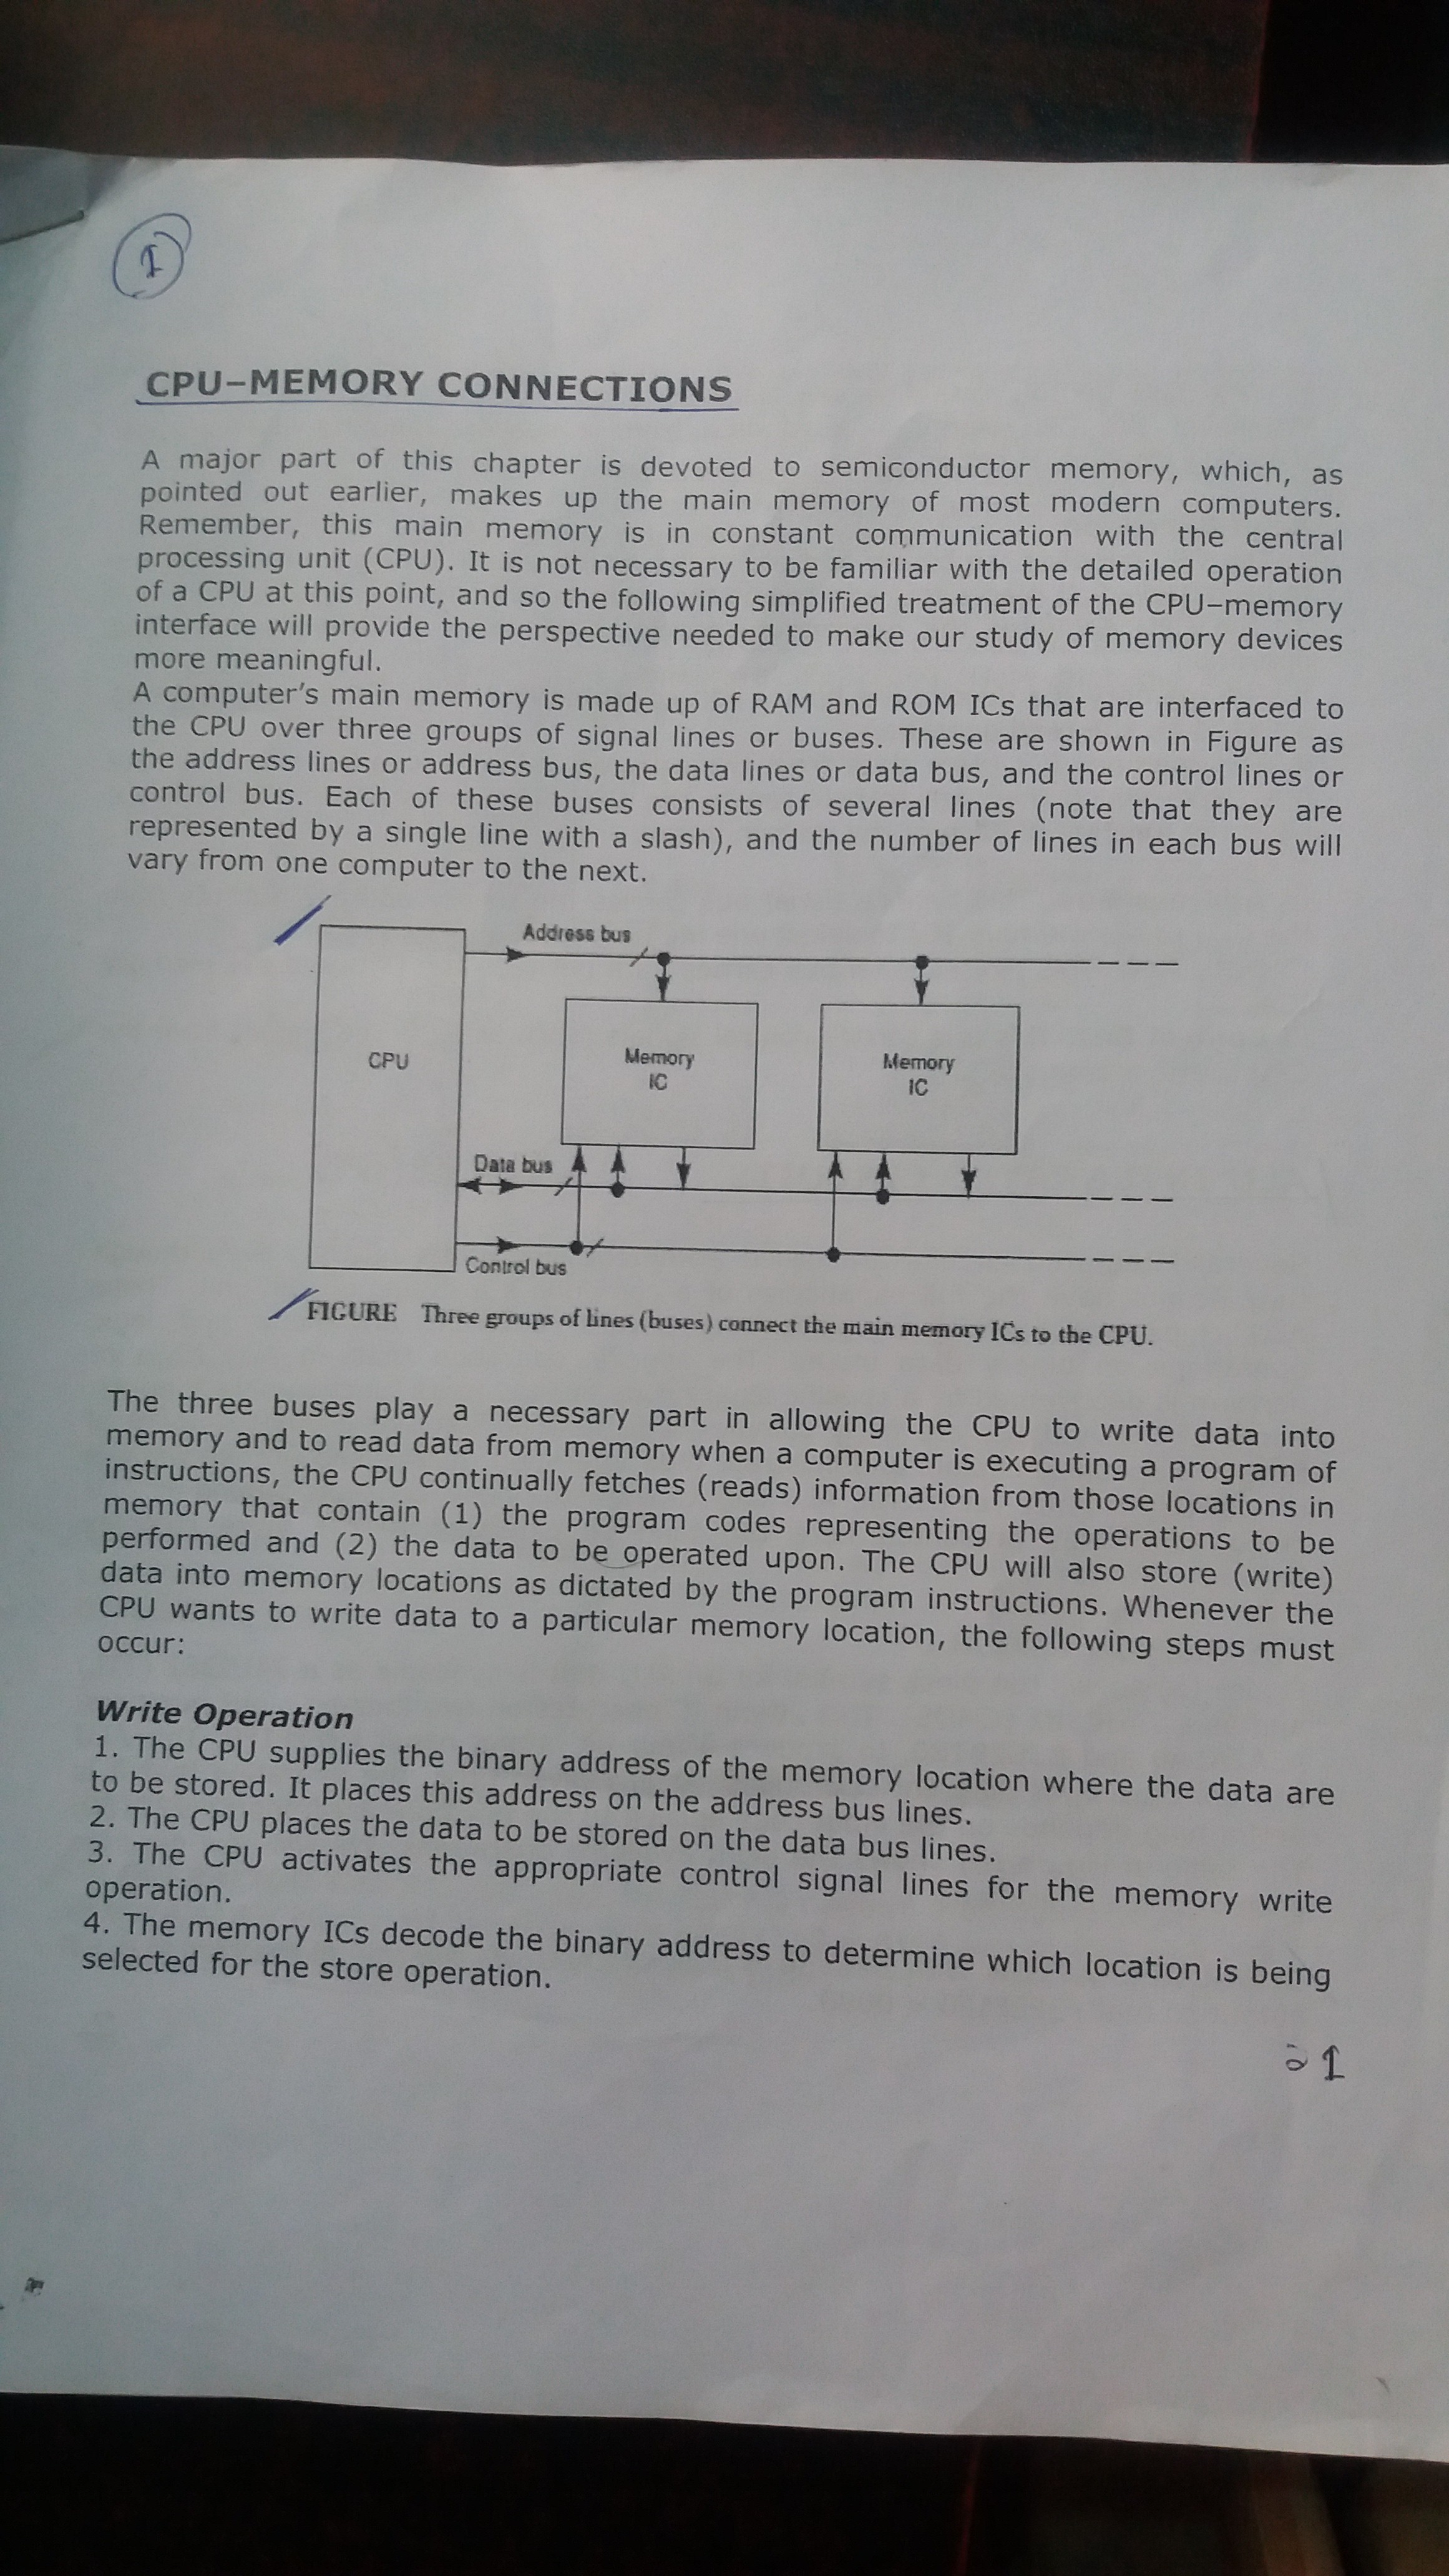 1
CPU–MEMORY CONNECTIONS
A major part of this chapter is devoted to semiconductor memory, which, as
pointed out earlier, makes up the main memory of most modern computers.
Remember, this main memory is in constant communication with the central
processing unit (CPU). It is not necessary to be familiar with the detailed operation
of a CPU at this point, and so the following simplified treatment of the CPU–memory
interface will provide the perspective needed to make our study of memory devices
more meaningful.
A computer's main memory is made up of RAM and ROM ICs that are interfaced to
the CPU over three groups of signal lines or buses. These are shown in Figure as
the address lines or address bus, the data lines or data bus, and the control lines or
control bus. Each of these buses consists of several lines (note that they are
represented by a single line with a slash), and the number of lines in each bus will
vary from one computer to the next.
Address bus
CPU
Memory
IC
Memory
IC
Data bus
Control bus
FIGURE Three groups of lines (buses) connect the main memory ICs to the CPU.
The three buses play a necessary part in allowing the CPU to write data into
memory and to read data from memory when a computer is executing a program of
instructions, the CPU continually fetches (reads) information from those locations in
memory that contain (1) the program codes representing the operations to be
performed and (2) the data to be operated upon. The CPU will also store (write)
data into memory locations as dictated by the program instructions. Whenever the
CPU wants to write data to a particular memory location, the following steps must
occur:
Write Operation
1. The CPU supplies the binary address of the memory location where the data are
to be stored. It places this address on the address bus lines.
2. The CPU places the data to be stored on the data bus lines.
3. The CPU activates the appropriate control signal lines for the memory write
operation.
4. The memory ICs decode the binary address to determine which location is being
selected for the store operation.